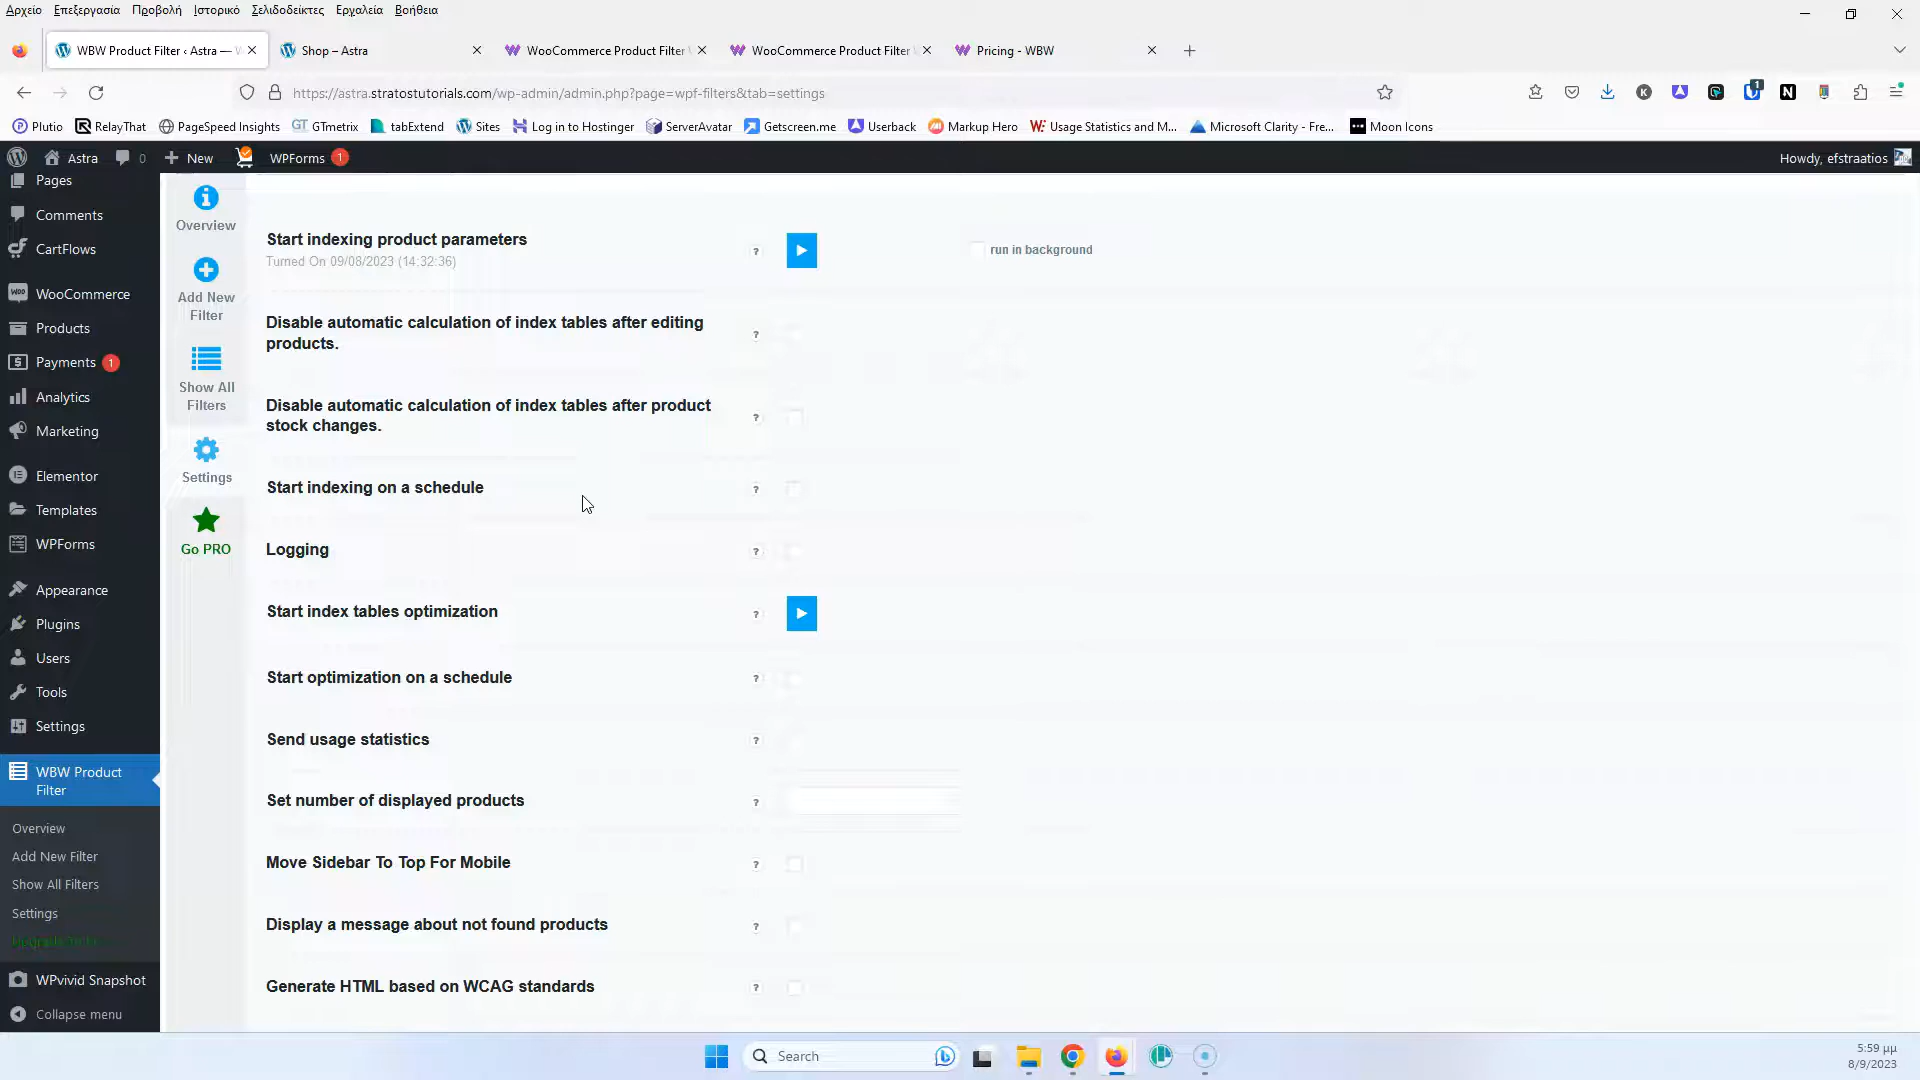 Αρχείο Επεξεργασία Προβολή Ιστορικό Σελιδοδείκτες Εργαλεία Βοήθεια
WBW Product Filter ‹ Astra — W
Shop – Astra
WooCommerce Product Filter
WooCommerce Product Filter
Pricing - WBW
https://astra.stratostutorials.com/wp-admin/admin.php?page=wpf-filters&tab=settings
Plutio RelayThat PageSpeed Insights GTmetrix tabExtend Sites Log in to Hostinger ServerAvatar Getscreen.me Userback Markup Hero Usage Statistics and M... Microsoft Clarity - Fre... Moon Icons
Astra 0 New WPForms 1
Howdy, efstraatios
Pages
Comments
CartFlows
WooCommerce
Products
Payments 1
Analytics
Marketing
Elementor
Templates
WPForms
Appearance
Plugins
Users
Tools
Settings
WBW Product
Filter
Overview
Add New Filter
Show All Filters
Settings
WPvivid Snapshot
Collapse menu
Overview
Add New
Filter
Show All
Filters
Settings
Go PRO
Start indexing product parameters
Turned On 09/08/2023 (14:32:36)
? run in background
Disable automatic calculation of index tables after editing
products.
?
Disable automatic calculation of index tables after product
stock changes.
?
Start indexing on a schedule ?
Logging ?
Start index tables optimization ?
Start optimization on a schedule ?
Send usage statistics ?
Set number of displayed products ?
Move Sidebar To Top For Mobile ?
Display a message about not found products ?
Generate HTML based on WCAG standards ?
Search
5:59 μμ
8/9/2023